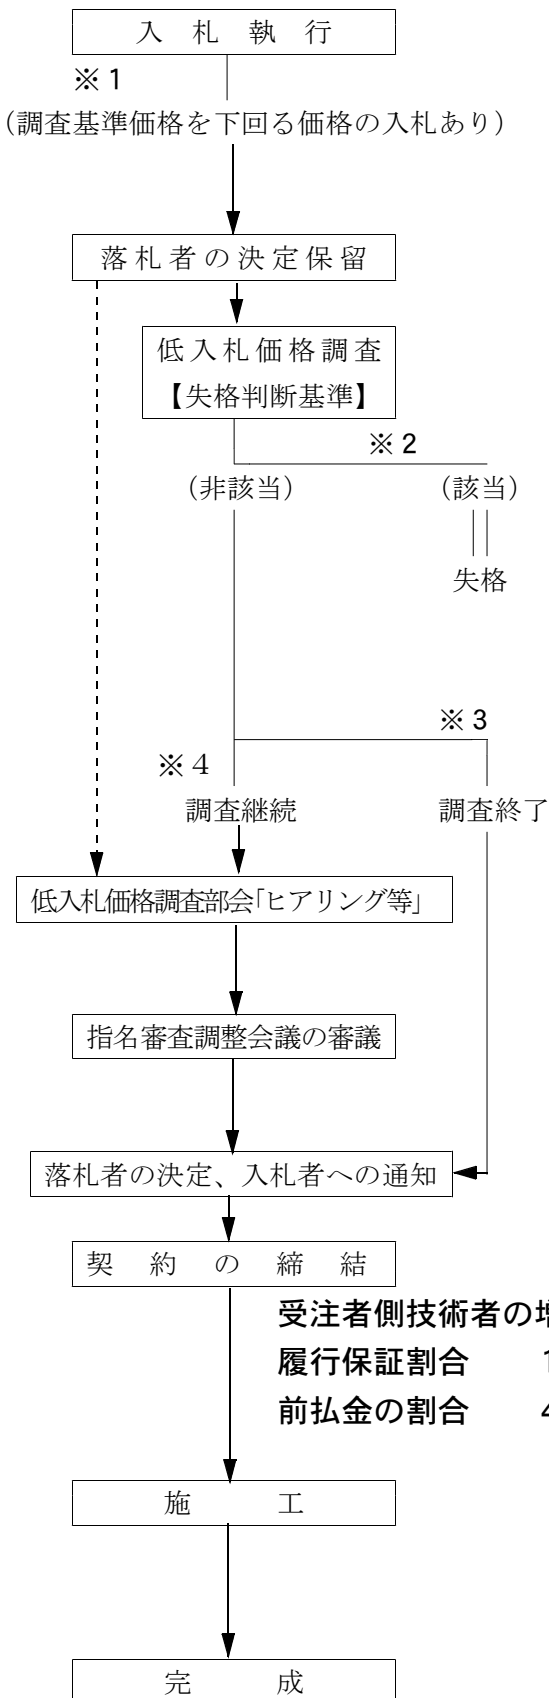 入札執行
※1
（調査基準価格を下回る価格の入札あり）
落札者の決定保留
低入札価格調査
【失格判断基準】
※2
（非該当） （該当）
失格
※3
※4
調査継続 調査終了
低入札価格調査部会「ヒアリング等」
指名審査調整会議の審議
落札者の決定、入札者への通知
契約の締結
受注者側技術者の増
履行保証割合 1
前払金の割合 4
施工
完成